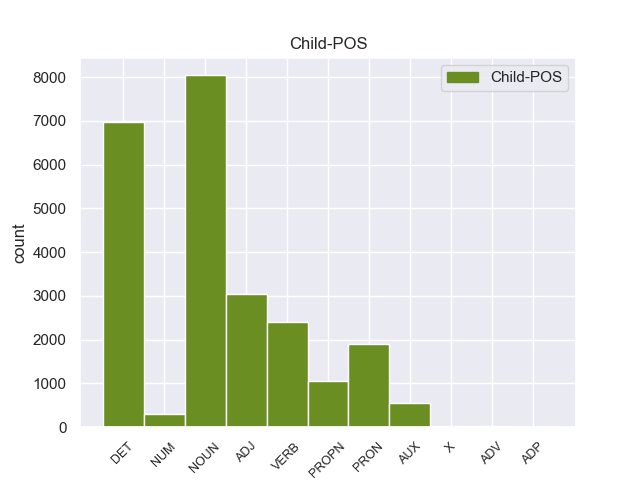 Child-POS
Child-POS
8000
7000
6000
5000
4000
3000
2000
1000
0
count
DET NUM NOUN ADJ VERB PROPN PRON AUX X ADV ADP